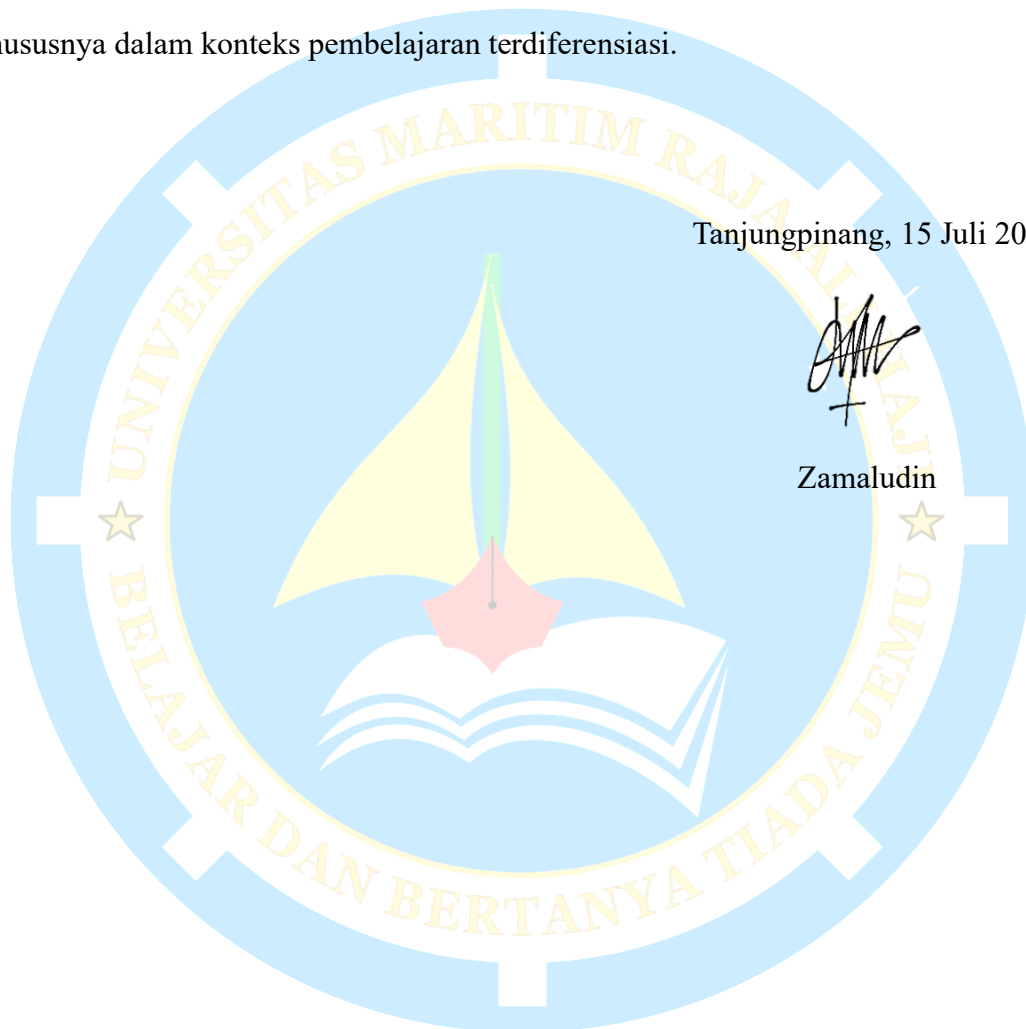 hususnya dalam konteks pembelajaran terdiferensiasi.
Tanjungpinang, 15 Juli 20
Zamaludin
UNIVERSITAS MARITIM RAJA ALI HAJI
BELAJAR DAN BERTANYA TIADA JEMU